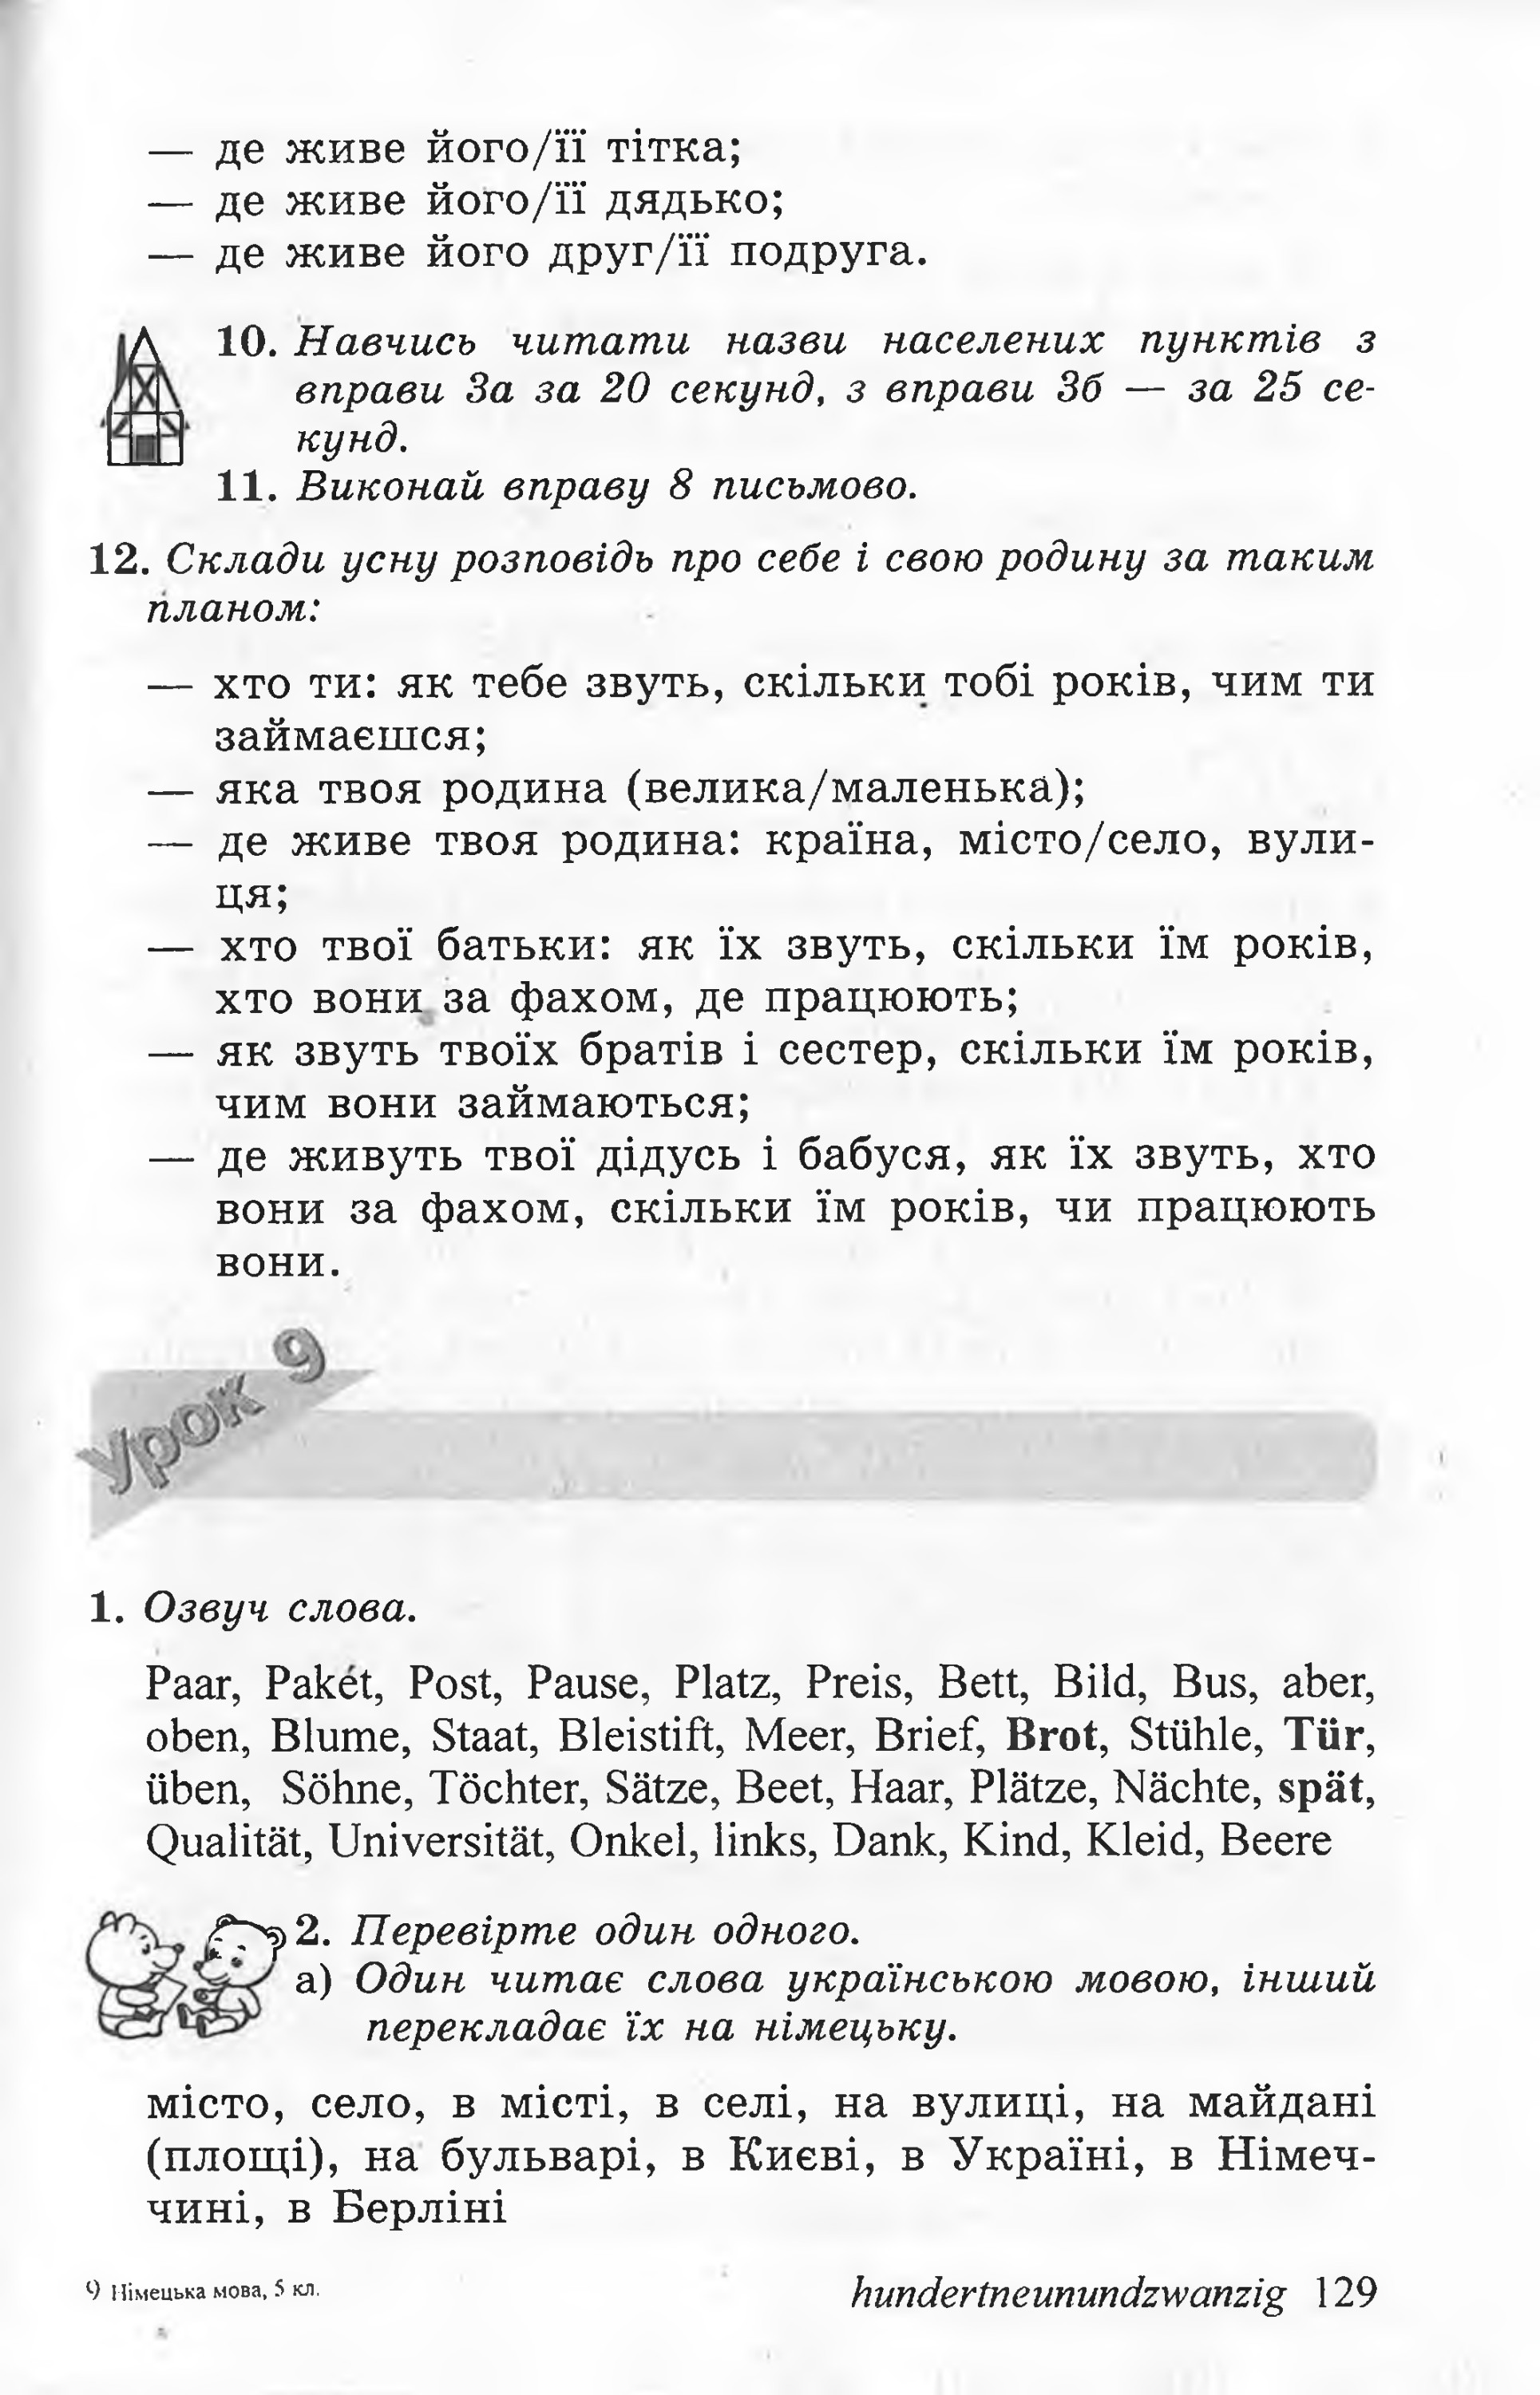 — де живе його/її тітка;
— де живе його/її дядько;
— де живе його друг/її подруга.
10. Навчись читати назви населених пунктів з
вправи 3а за 20 секунд, з вправи 3б — за 25 се-
кунд.
11. Виконай вправу 8 письмово.
12. Склади усну розповідь про себе і свою родину за таким
планом:
— хто ти: як тебе звуть, скільки тобі років, чим ти
займаєшся;
— яка твоя родина (велика/маленька);
— де живе твоя родина: країна, місто/село, вули-
ця;
— хто твої батьки: як їх звуть, скільки їм років,
хто вони за фахом, де працюють;
— як звуть твоїх братів і сестер, скільки їм років,
чим вони займаються;
— де живуть твої дідусь і бабуся, як їх звуть, хто
вони за фахом, скільки їм років, чи працюють
вони.
Урок 9
1. Озвуч слова.
Paar, Pakét, Post, Pause, Platz, Preis, Bett, Bild, Bus, aber,
oben, Blume, Staat, Bleistift, Meer, Brief, Brot, Stühle, Tür,
üben, Söhne, Töchter, Sätze, Beet, Haar, Plätze, Nächte, spät,
Qualität, Universität, Onkel, links, Dank, Kind, Kleid, Beere
2. Перевірте один одного.
а) Один читає слова українською мовою, інший
перекладає їх на німецьку.
місто, село, в місті, в селі, на вулиці, на майдані
(площі), на бульварі, в Києві, в Україні, в Німеч-
чині, в Берліні
9 Німецька мова, 5 кл.
hundertneunundzwanzig 129